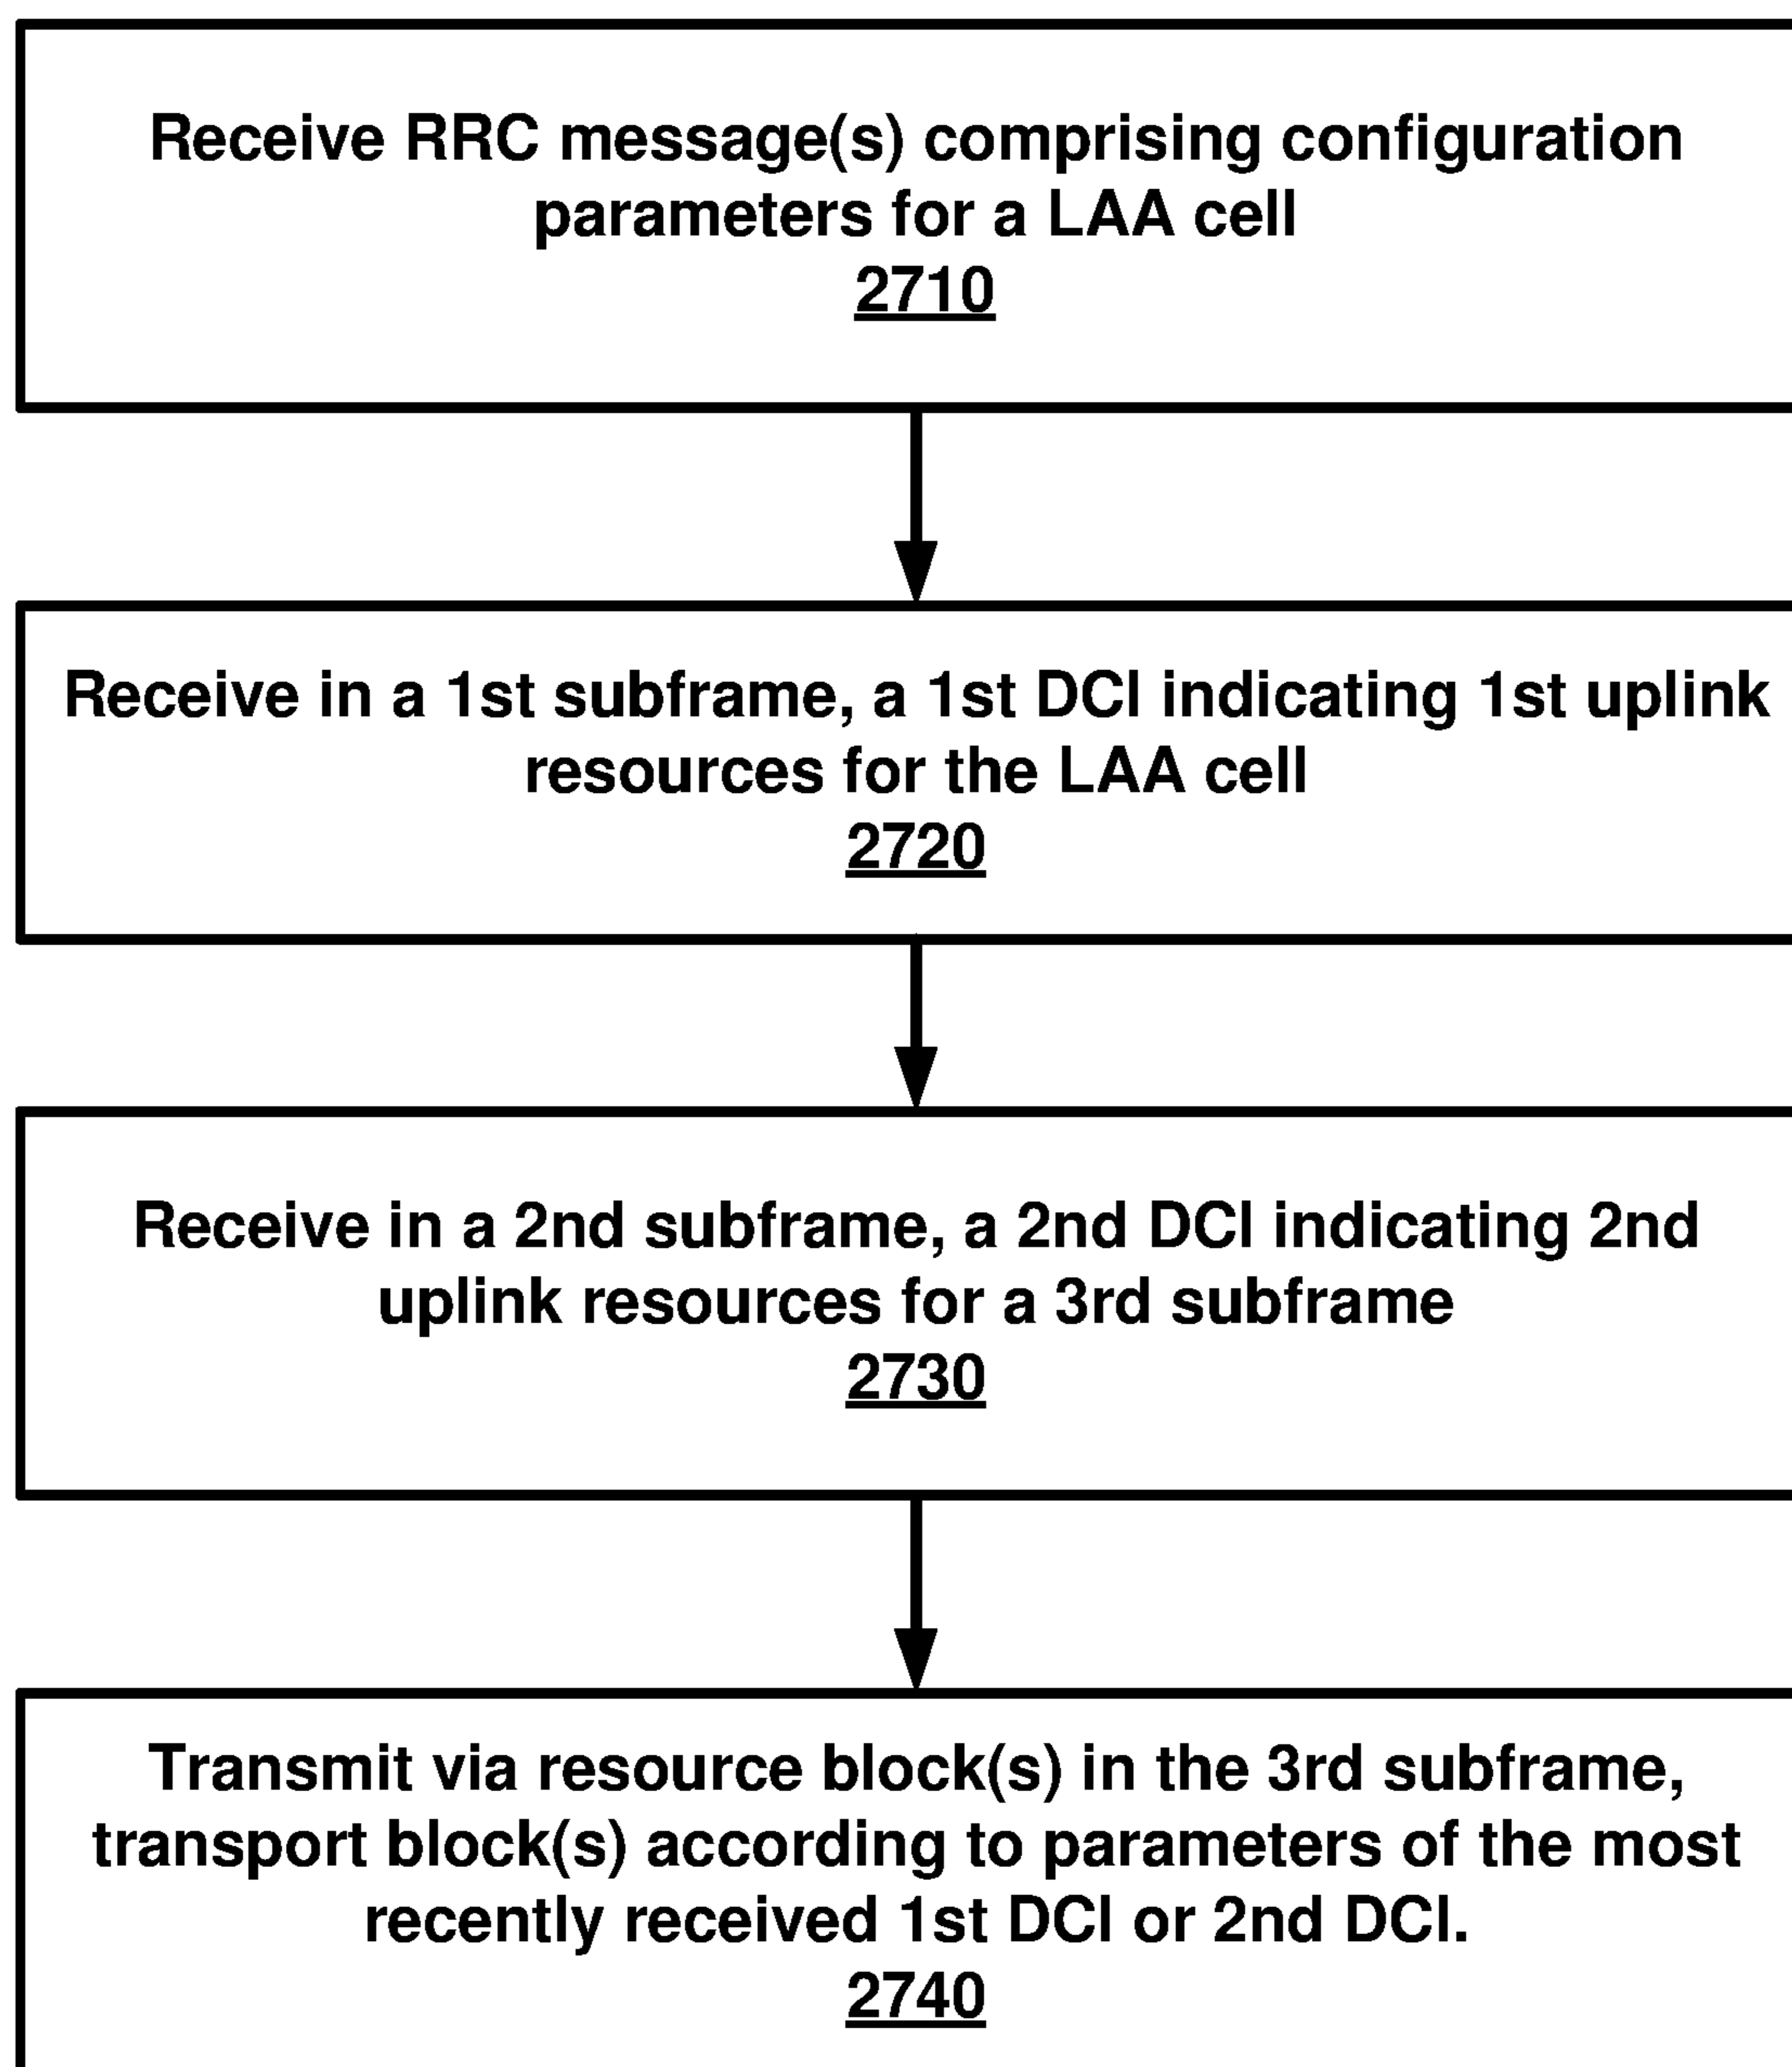 Receive RRC message(s) comprising configuration
parameters for a LAA cell
2710
Receive in a 1st subframe, a 1st DCI indicating 1st uplink
resources for the LAA cell
2720
Receive in a 2nd subframe, a 2nd DCI indicating 2nd
uplink resources for a 3rd subframe
2730
Transmit via resource block(s) in the 3rd subframe,
transport block(s) according to parameters of the most
recently received 1st DCI or 2nd DCI.
2740